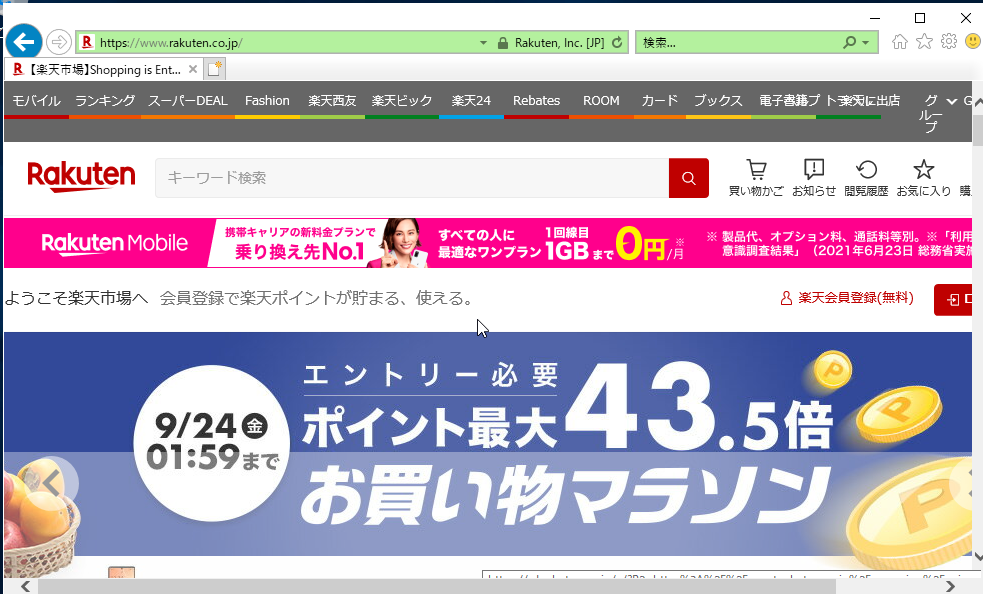 https://www.rakuten.co.jp/
Rakuten, Inc. [JP]
検索...
【楽天市場】Shopping is Ent...
モバイル ランキング スーパーDEAL Fashion 楽天西友 楽天ビック 楽天24 Rebates ROOM カード ブックス 電子書籍
楽天に出店
グループ
Rakuten
キーワード検索
買い物かご お知らせ 閲覧履歴 お気に入り 購
Rakuten Mobile
携帯キャリアの新料金プランで
乗り換え先No.1
すべての人に
最適なワンプラン
1回線目
1GBまで
0円/月
※
※ 製品代、オプション料、通話料等別。※「利用
意識調査結果」（2021年6月23日 総務省実施
ようこそ楽天市場へ 会員登録で楽天ポイントが貯まる、使える。
楽天会員登録(無料)
9/24 金
01:59まで
エントリー必要
ポイント最大43.5倍
お買い物マラソン